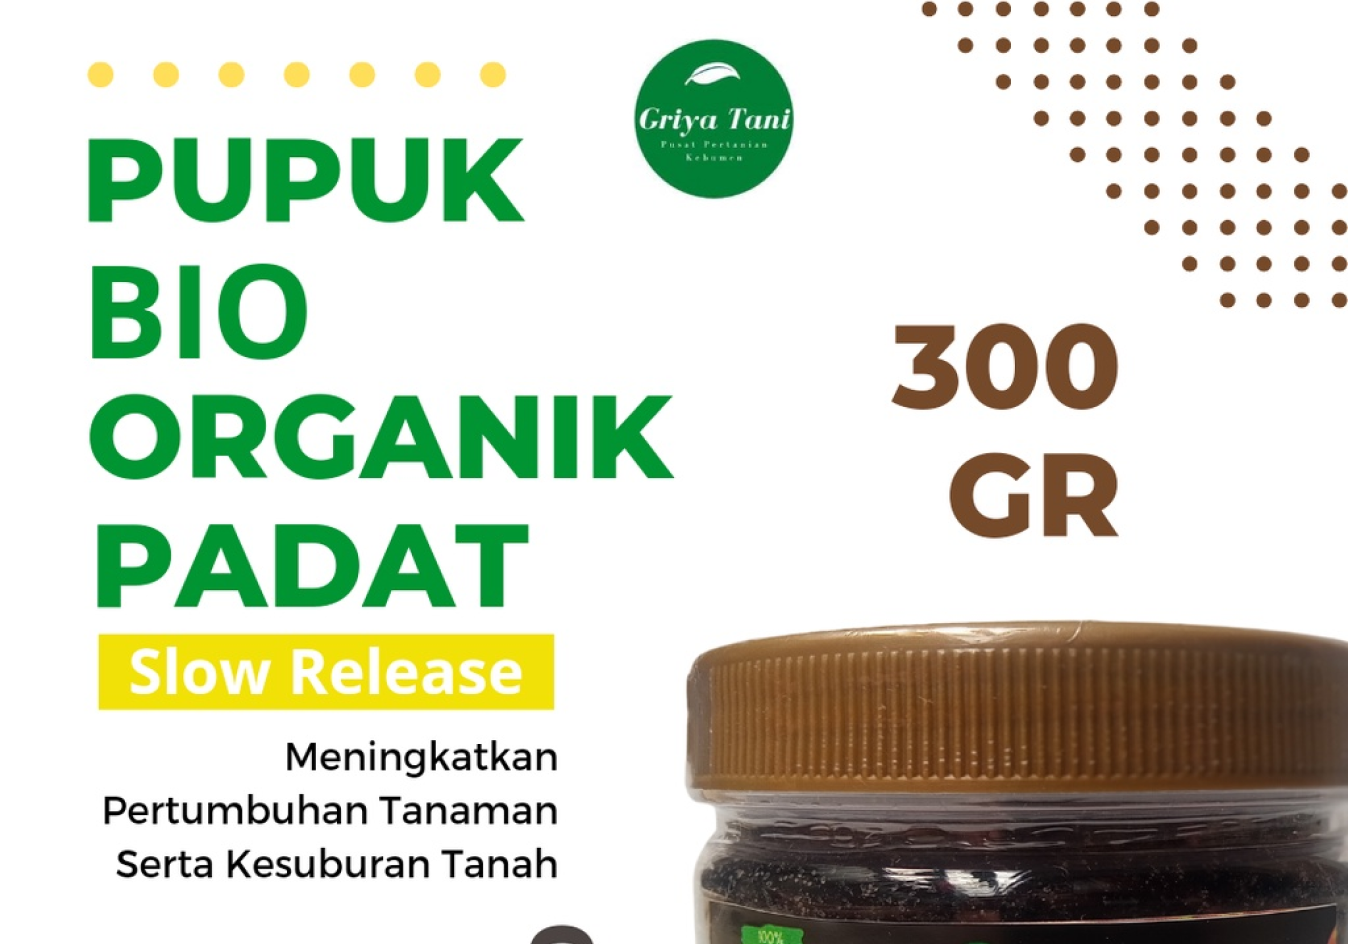 Griya Tani
Pusat Pertanian
Kebumen
PUPUK
BIO
ORGANIK
PADAT
Slow Release
Meningkatkan
Pertumbuhan Tanaman
Serta Kesuburan Tanah
300
GR
100%